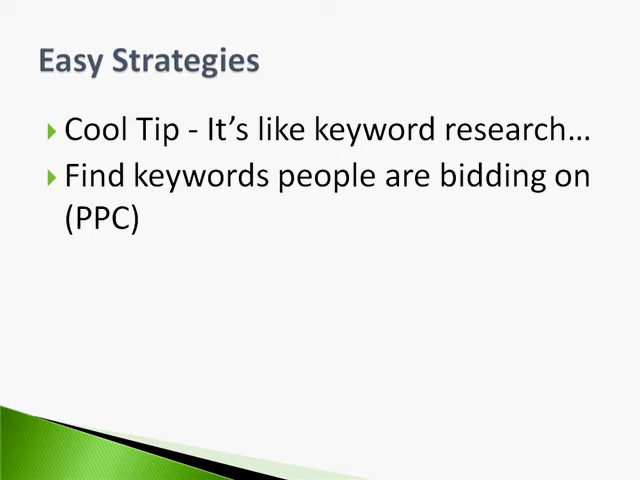 Easy Strategies
Cool Tip - It's like keyword research...
Find keywords people are bidding on
(PPC)